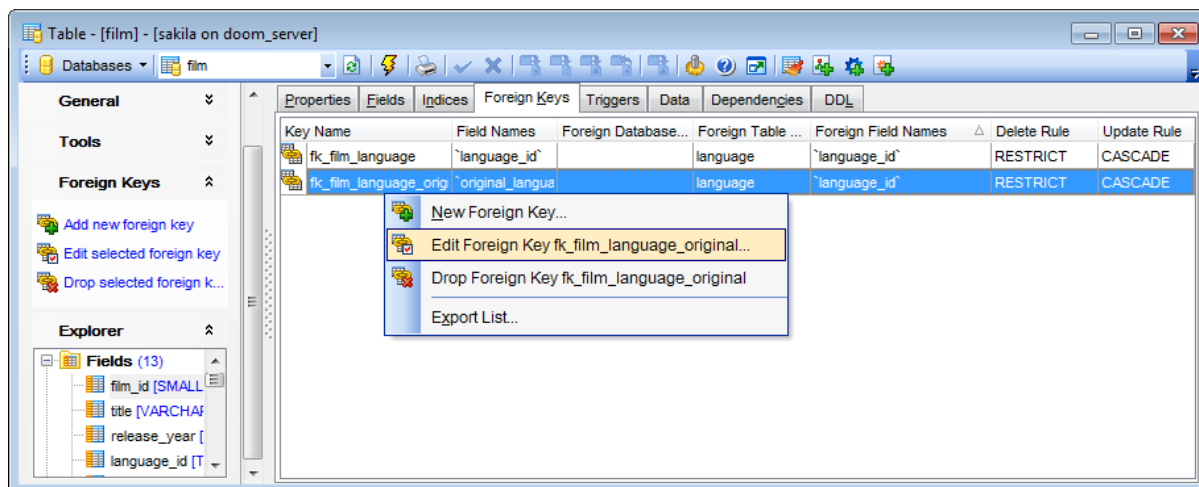 Table - [film] - [sakila on doom_server]
Databases film
General
Tools
Foreign Keys
Add new foreign key
Edit selected foreign key
Drop selected foreign k...
Explorer
Fields (13)
film_id [SMALL
title [VARCHAR
release_year [
language_id [T
Properties Fields Indices Foreign Keys Triggers Data Dependencies DDL
Key Name Field Names Foreign Database... Foreign Table ... Foreign Field Names Delete Rule Update Rule
fk_film_language `language_id` language `language_id` RESTRICT CASCADE
fk_film_language_orig `original_langua language `language_id` RESTRICT CASCADE
New Foreign Key...
Edit Foreign Key fk_film_language_original...
Drop Foreign Key fk_film_language_original
Export List...